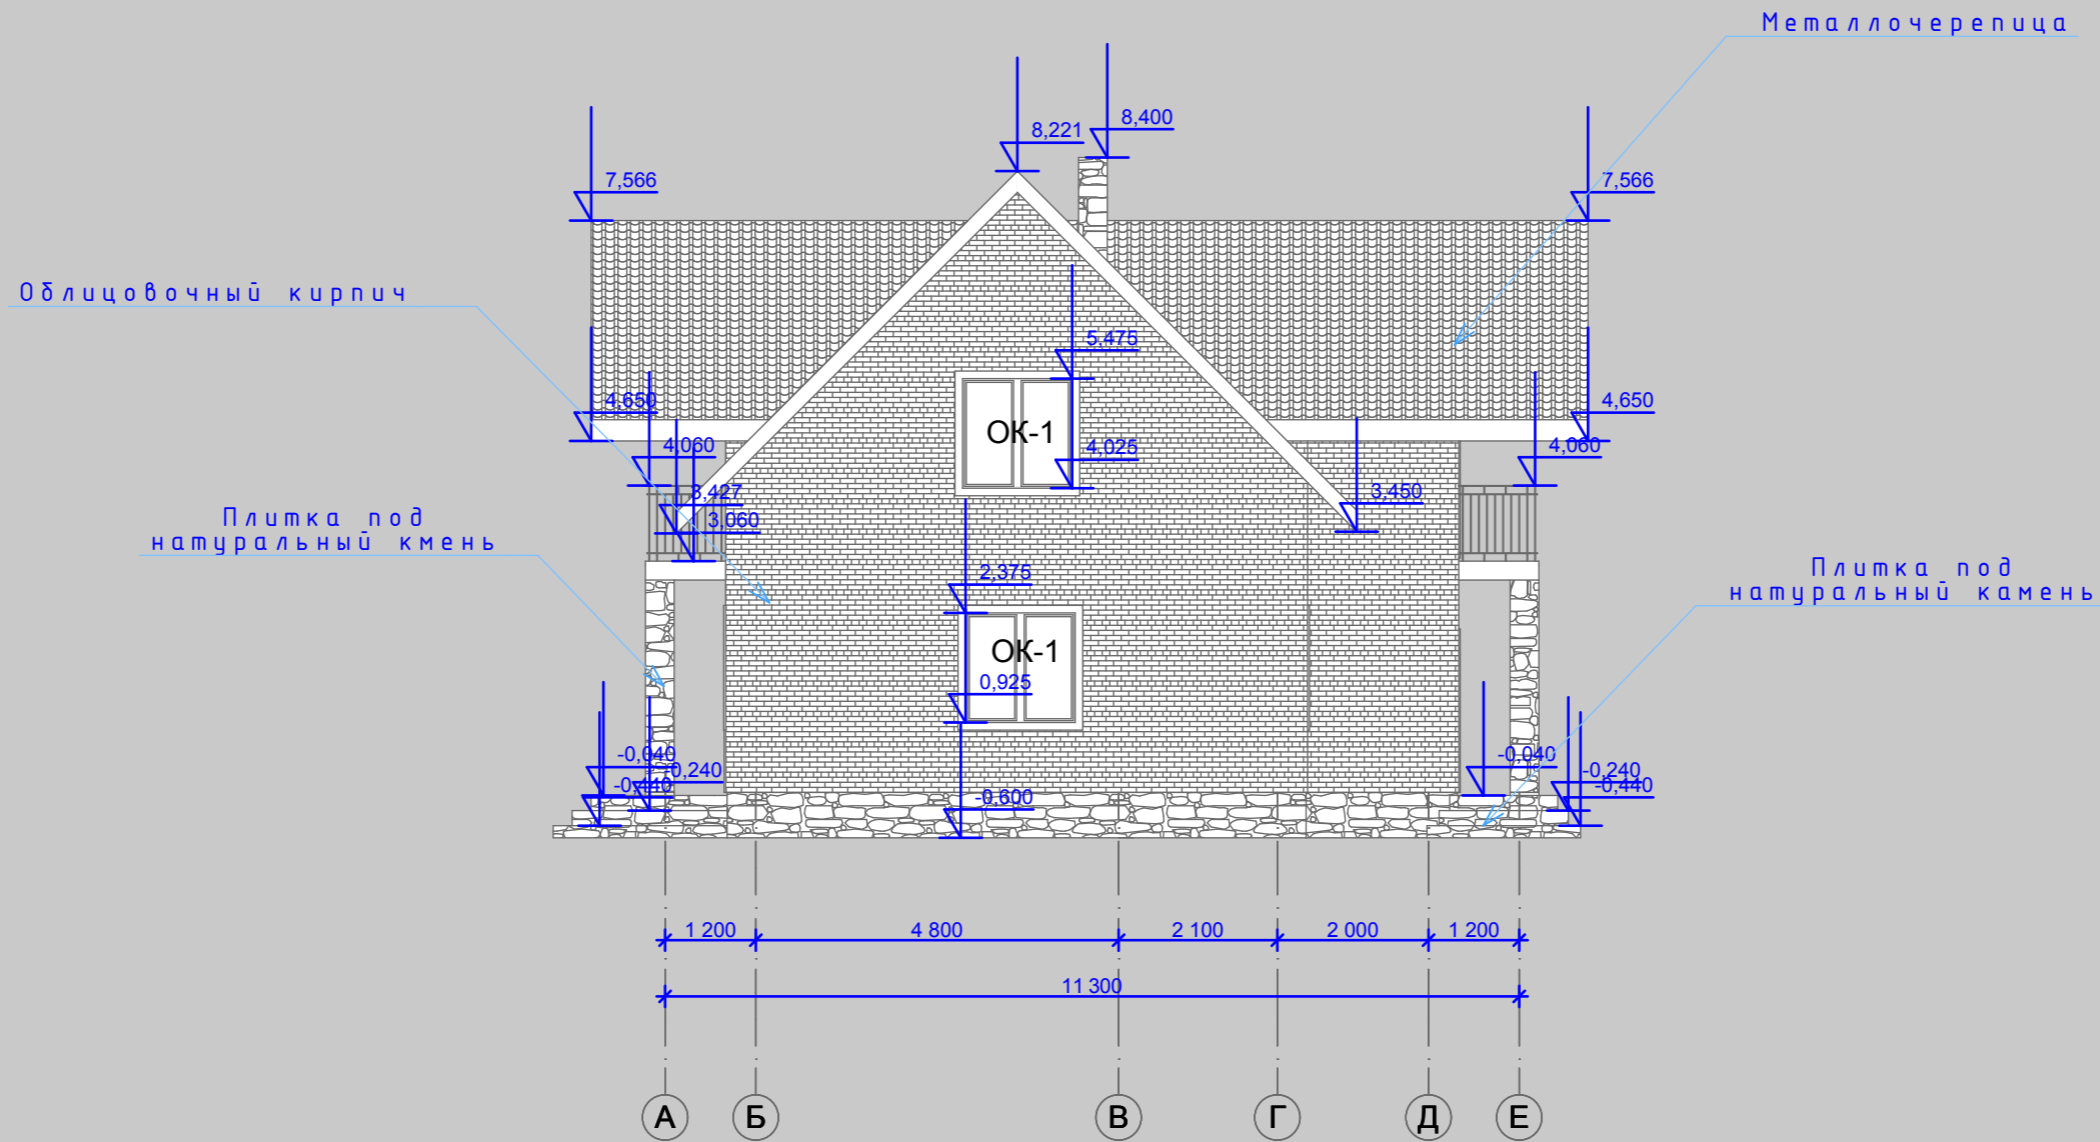 Металлочерепица
8,400
8,221
7,566
7,566
Облицовочный кирпич
5,475
4,650
4,650
ОК-1
4,060
4,025
4,060
3,427
3,450
Плитка под
натуральный кмень
3,060
2,375
Плитка под
натуральный камень
ОК-1
0,925
-0,040
-0,240
-0,440
-0,600
-0,040
-0,240
-0,440
1 200
4 800
2 100
2 000
1 200
11 300
А
Б
В
Г
Д
Е